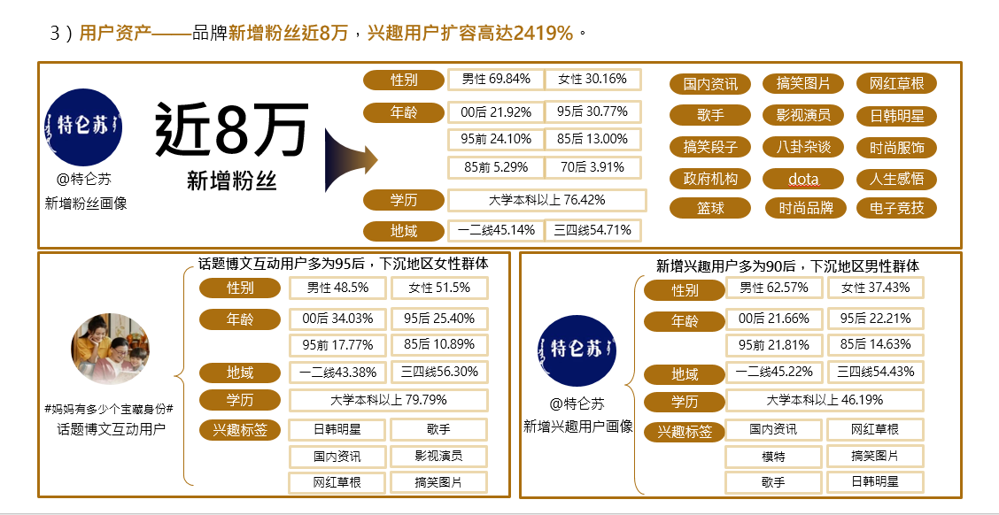 3）用户资产——品牌新增粉丝近8万，兴趣用户扩容高达2419%。
特仑苏
@特仑苏
新增粉丝画像
近8万
新增粉丝
性别 男性 69.84% 女性 30.16%
年龄 00后 21.92% 95后 30.77%
95前 24.10% 85后 13.00%
85前 5.29% 70后 3.91%
学历 大学本科以上 76.42%
地域 一二线45.14% 三四线54.71%
国内资讯 搞笑图片 网红草根
歌手 影视演员 日韩明星
搞笑段子 八卦杂谈 时尚服饰
政府机构 dota 人生感悟
篮球 时尚品牌 电子竞技
话题博文互动用户多为95后，下沉地区女性群体
#妈妈有多少个宝藏身份#
话题博文互动用户
性别 男性 48.5% 女性 51.5%
年龄 00后 34.03% 95后 25.40%
95前 17.77% 85后 10.89%
地域 一二线43.38% 三四线56.30%
学历 大学本科以上 79.79%
兴趣标签 日韩明星 歌手
国内资讯 影视演员
网红草根 搞笑图片
新增兴趣用户多为90后，下沉地区男性群体
特仑苏
@特仑苏
新增兴趣用户画像
性别 男性 62.57% 女性 37.43%
年龄 00后 21.66% 95后 22.21%
95前 21.81% 85后 14.63%
地域 一二线45.22% 三四线54.43%
学历 大学本科以上 46.19%
兴趣标签 国内资讯 网红草根
模特 搞笑图片
歌手 日韩明星